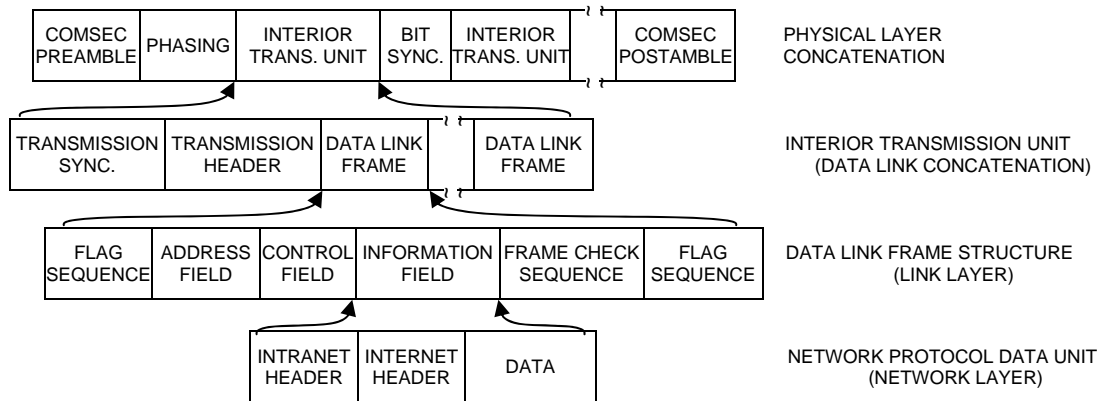 COMSEC PREAMBLE
PHASING
INTERIOR TRANS. UNIT
BIT SYNC.
INTERIOR TRANS. UNIT
COMSEC POSTAMBLE
PHYSICAL LAYER
CONCATENATION
TRANSMISSION SYNC.
TRANSMISSION HEADER
DATA LINK FRAME
DATA LINK FRAME
INTERIOR TRANSMISSION UNIT
(DATA LINK CONCATENATION)
FLAG SEQUENCE
ADDRESS FIELD
CONTROL FIELD
INFORMATION FIELD
FRAME CHECK SEQUENCE
FLAG SEQUENCE
DATA LINK FRAME STRUCTURE
(LINK LAYER)
INTRANET HEADER
INTERNET HEADER
DATA
NETWORK PROTOCOL DATA UNIT
(NETWORK LAYER)